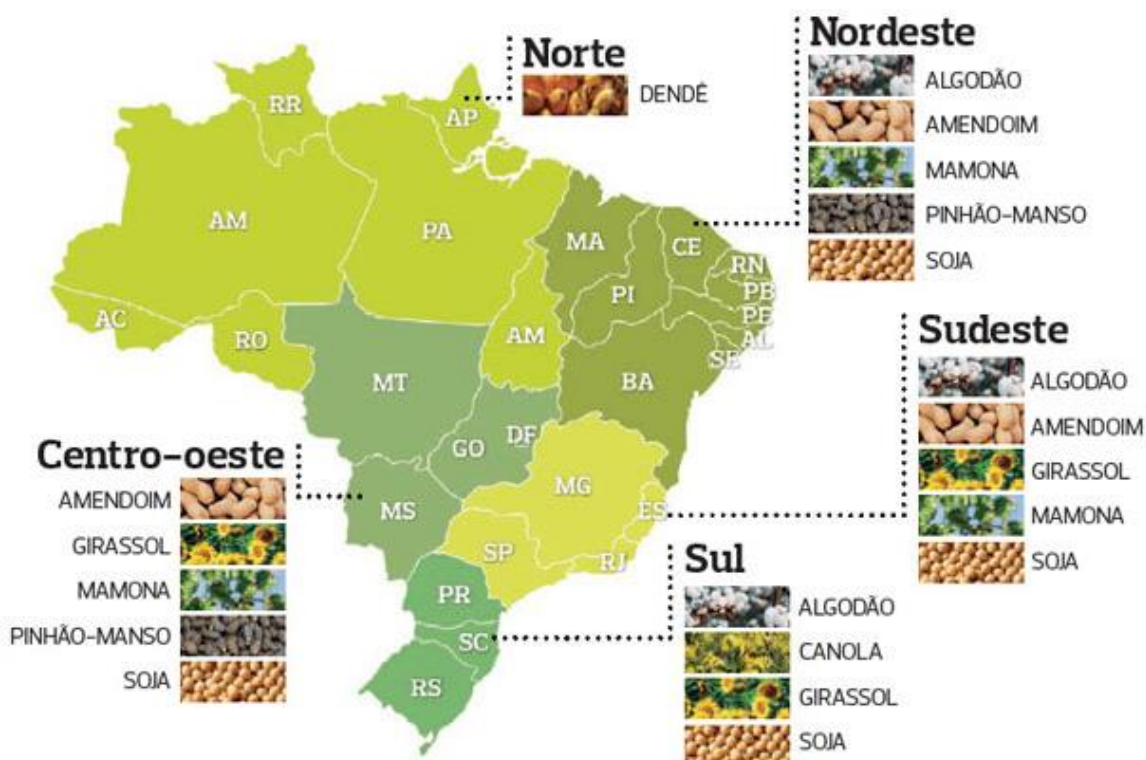 Norte
DENDÊ
Nordeste
ALGODÃO
AMENDOIM
MAMONA
PINHÃO-MANSO
SOJA
Sudeste
ALGODÃO
AMENDOIM
GIRASSOL
MAMONA
SOJA
Centro-oeste
AMENDOIM
GIRASSOL
MAMONA
PINHÃO-MANSO
SOJA
Sul
ALGODÃO
CANOLA
GIRASSOL
SOJA
RR
AP
AM
PA
MA
CE
RN
PI
PB
PE
AC
RO
AM
AL
SE
MT
BA
GO
DF
MG
MS
ES
SP
RJ
PR
SC
RS